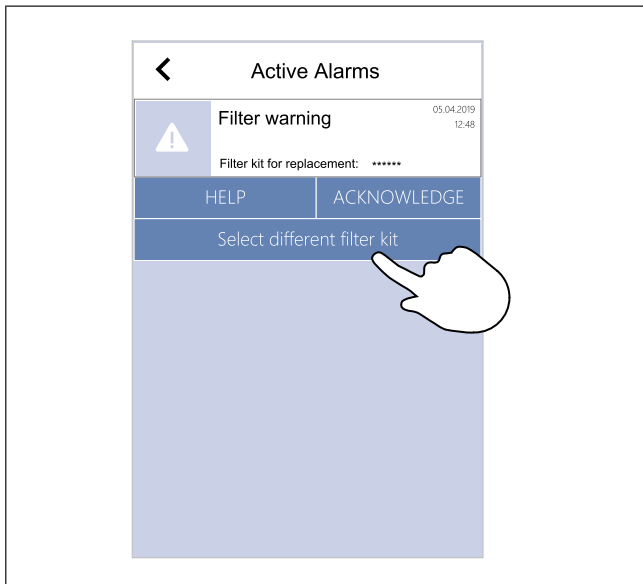 Active Alarms
Filter warning
05.04.2019
12:48
Filter kit for replacement: ******
HELP
ACKNOWLEDGE
Select different filter kit